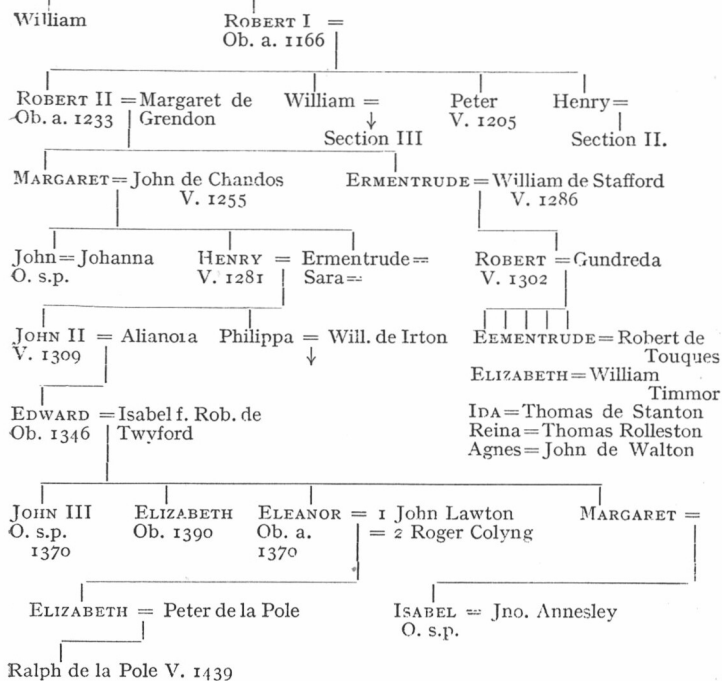 William ROBERT I =
Ob. a. 1166
ROBERT II = Margaret de William = Peter Henry=
Ob. a. 1233 Grendon V. 1205
Section III Section II.
MARGARET = John de Chandos ERMENTRUDE = William de Stafford
V. 1255 V. 1286
John = Johanna HENRY = Ermentrude = ROBERT = Gundreda
O. s.p. V. 1281 Sara = V. 1302
JOHN II = Alianoia Philippa = Will. de Irton EEMENTRUDE = Robert de
V. 1309 Touques
ELIZABETH = William
Timmor
EDWARD = Isabel f. Rob. de IDA = Thomas de Stanton
Ob. 1346 Twyford Reina = Thomas Rolleston
Agnes = John de Walton
JOHN III ELIZABETH ELEANOR = 1 John Lawton MARGARET =
O. s.p. Ob. 1390 Ob. a. = 2 Roger Colyng
1370 1370
ELIZABETH = Peter de la Pole ISABEL = Jno. Annesley
O. s.p.
Ralph de la Pole V. 1439